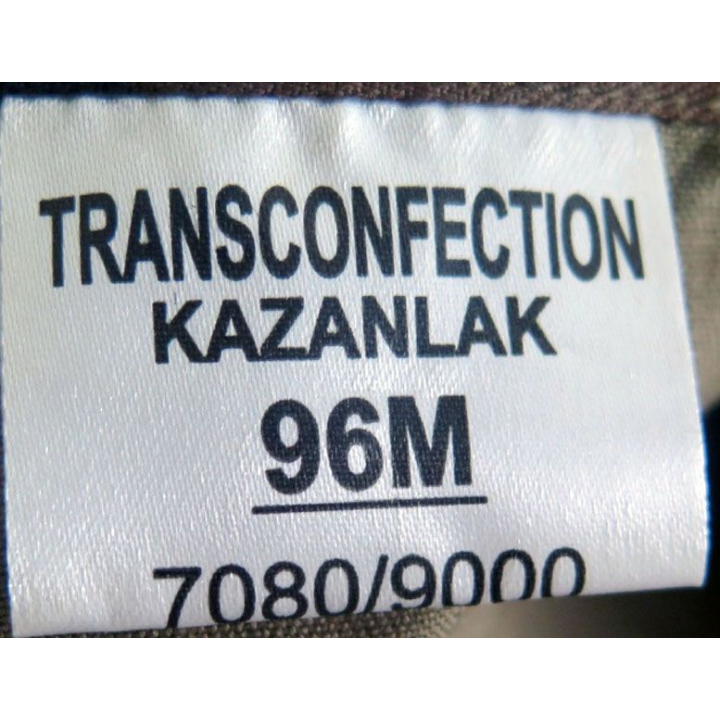 TRANSCONFECTION
KAZANLAK
96M
7080/9000